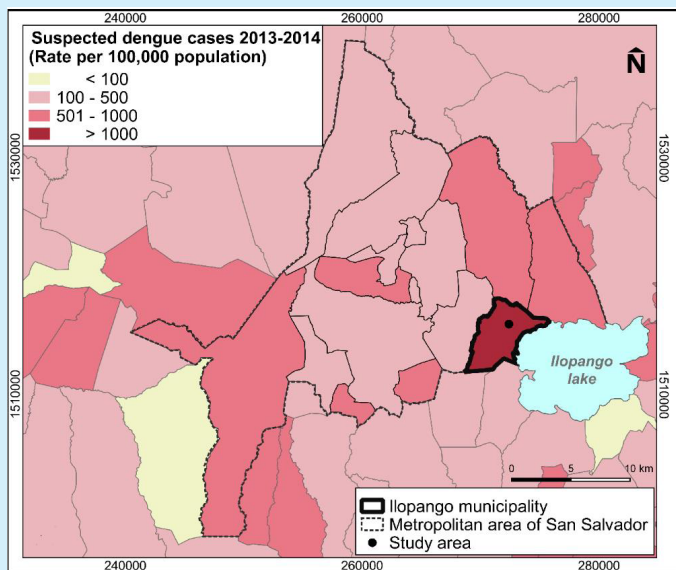 240000 260000 280000
Suspected dengue cases 2013-2014
(Rate per 100,000 population)
< 100
100 - 500
501 - 1000
> 1000
N
1530000 1530000
Ilopango
lake
1510000 1510000
0 5 10 km
Ilopango municipality
Metropolitan area of San Salvador
Study area
240000 260000 280000